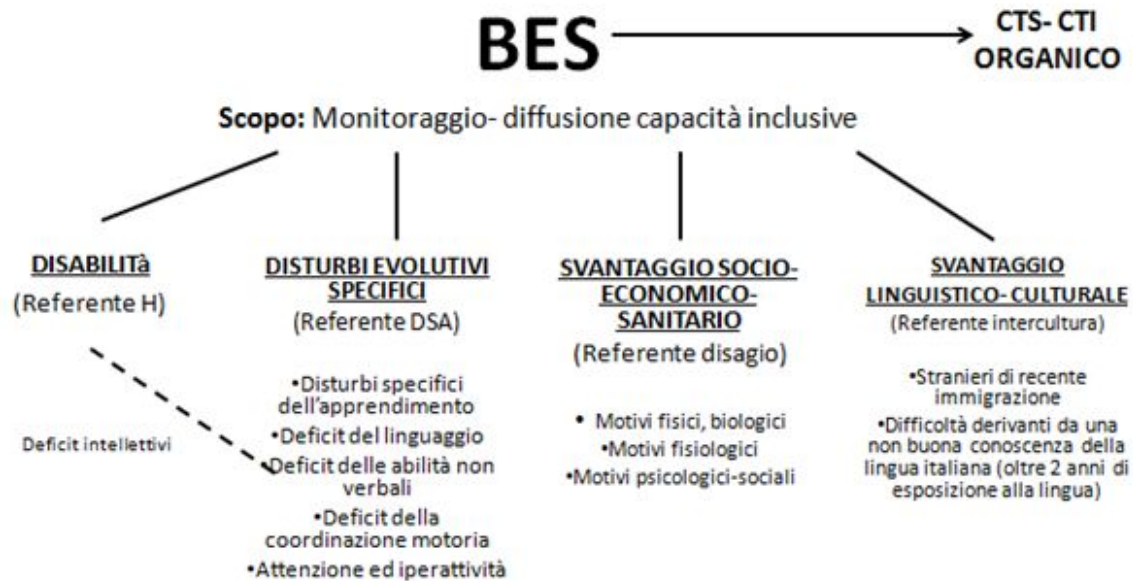 BES
CTS- CTI
ORGANICO
Scopo: Monitoraggio- diffusione capacità inclusive
DISABILITà
(Referente H)
Deficit intellettivi
DISTURBI EVOLUTIVI
SPECIFICI
(Referente DSA)
•Disturbi specifici
dell'apprendimento
•Deficit del linguaggio
•Deficit delle abilità non
verbali
•Deficit della
coordinazione motoria
•Attenzione ed iperattività
SVANTAGGIO SOCIO-
ECONOMICO-
SANITARIO
(Referente disagio)
• Motivi fisici, biologici
•Motivi fisiologici
•Motivi psicologici-sociali
SVANTAGGIO
LINGUISTICO- CULTURALE
(Referente intercultura)
•Stranieri di recente
immigrazione
•Difficoltà derivanti da una
non buona conoscenza della
lingua italiana (oltre 2 anni di
esposizione alla lingua)